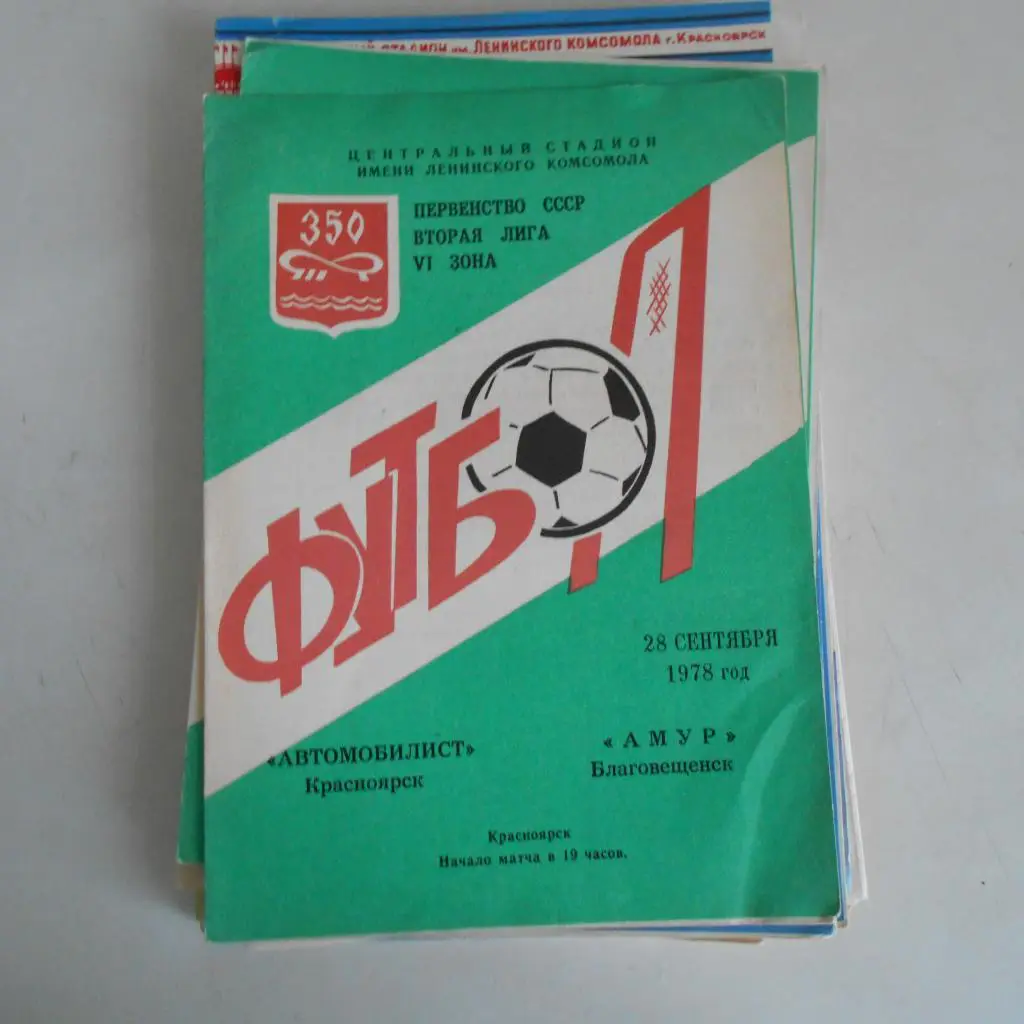 СТАДИОН им. ЛЕНИНСКОГО КОМСОМОЛА г. КРАСНОЯРСК
ЦЕНТРАЛЬНЫЙ СТАДИОН
ИМЕНИ ЛЕНИНСКОГО КОМСОМОЛА
350
ПЕРВЕНСТВО СССР
ВТОРАЯ ЛИГА
VI ЗОНА
ФУТБОЛ
28 СЕНТЯБРЯ
1978 год
«АВТОМОБИЛИСТ»
Красноярск
«АМУР»
Благовещенск
Красноярск
Начало матча в 19 часов.